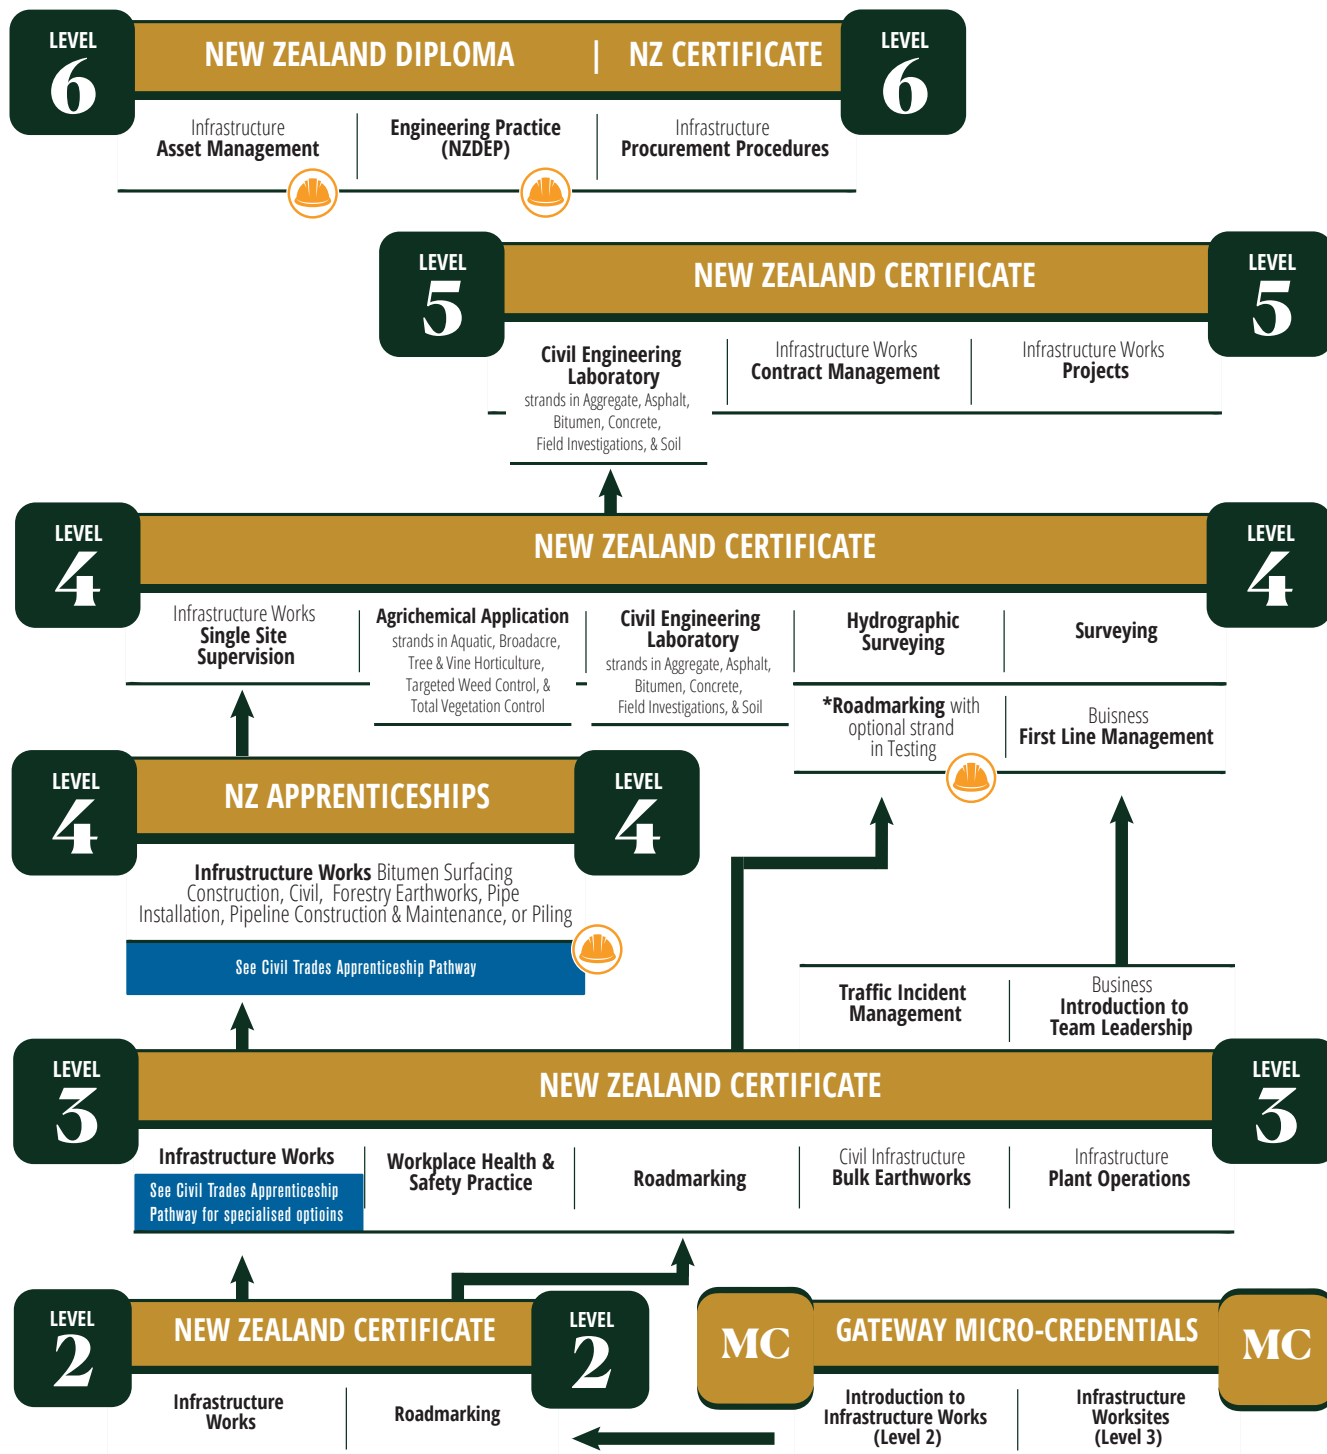 LEVEL
6
NEW ZEALAND DIPLOMA | NZ CERTIFICATE
LEVEL
6
Infrastructure
Asset Management
Engineering Practice
(NZDEP)
Infrastructure
Procurement Procedures
LEVEL
5
NEW ZEALAND CERTIFICATE
LEVEL
5
Civil Engineering
Laboratory
strands in Aggregate, Asphalt,
Bitumen, Concrete,
Field Investigations, & Soil
Infrastructure Works
Contract Management
Infrastructure Works
Projects
LEVEL
4
NEW ZEALAND CERTIFICATE
LEVEL
4
Infrastructure Works
Single Site
Supervision
Agrichemical Application
strands in Aquatic, Broadacre,
Tree & Vine Horticulture,
Targeted Weed Control, &
Total Vegetation Control
Civil Engineering
Laboratory
strands in Aggregate, Asphalt,
Bitumen, Concrete,
Field Investigations, & Soil
Hydrographic
Surveying
Surveying
*Roadmarking with
optional strand
in Testing
Buisness
First Line Management
LEVEL
4
NZ APPRENTICESHIPS
LEVEL
4
Infrustructure Works Bitumen Surfacing
Construction, Civil, Forestry Earthworks, Pipe
Installation, Pipeline Construction & Maintenance, or Piling
See Civil Trades Apprenticeship Pathway
Traffic Incident
Management
Business
Introduction to
Team Leadership
LEVEL
3
NEW ZEALAND CERTIFICATE
LEVEL
3
Infrastructure Works
See Civil Trades Apprenticeship
Pathway for specialised optioins
Workplace Health &
Safety Practice
Roadmarking
Civil Infrastructure
Bulk Earthworks
Infrastructure
Plant Operations
LEVEL
2
NEW ZEALAND CERTIFICATE
LEVEL
2
Infrastructure
Works
Roadmarking
MC
GATEWAY MICRO-CREDENTIALS
MC
Introduction to
Infrastructure Works
(Level 2)
Infrastructure
Worksites
(Level 3)